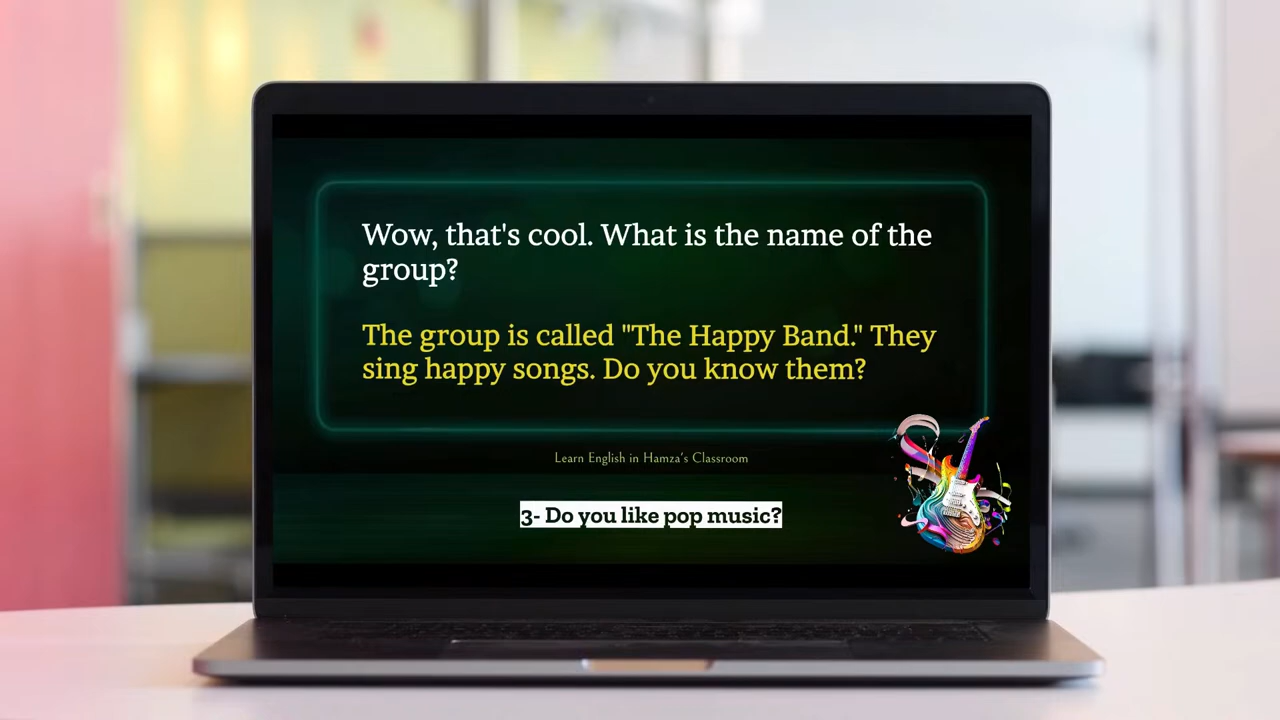 Wow, that's cool. What is the name of the
group?
The group is called "The Happy Band." They
sing happy songs. Do you know them?
Learn English in Hamza's Classroom
3- Do you like pop music?